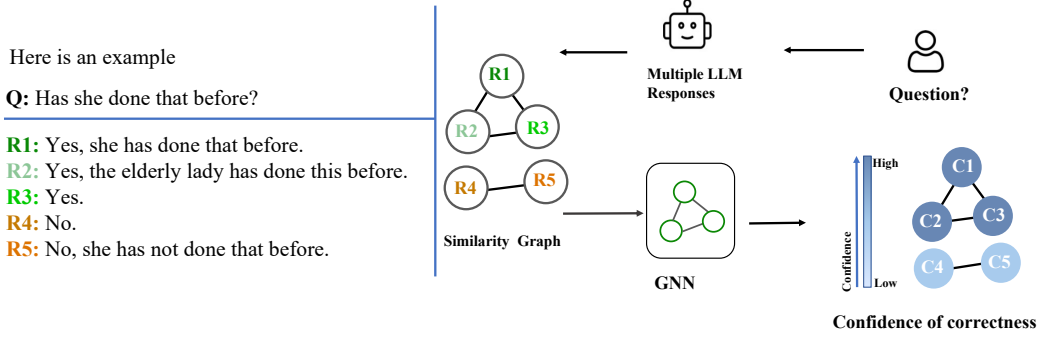 Here is an example
Q: Has she done that before?
R1: Yes, she has done that before.
R2: Yes, the elderly lady has done this before.
R3: Yes.
R4: No.
R5: No, she has not done that before.
R1
R2
R3
R4
R5
Similarity Graph
Multiple LLM
Responses
Question?
GNN
High
Confidence
Low
C1
C2
C3
C4
C5
Confidence of correctness